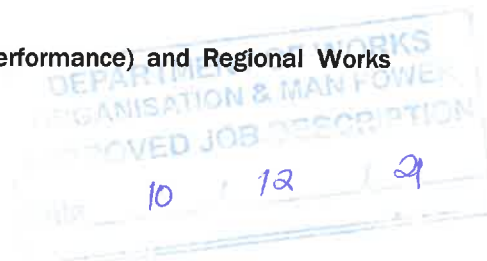 erformance) and Regional Works
DEPARTMENT OF WORKS
ORGANISATION & MAN POWER
APPROVED JOB DESCRIPTION
10 / 12 / 21